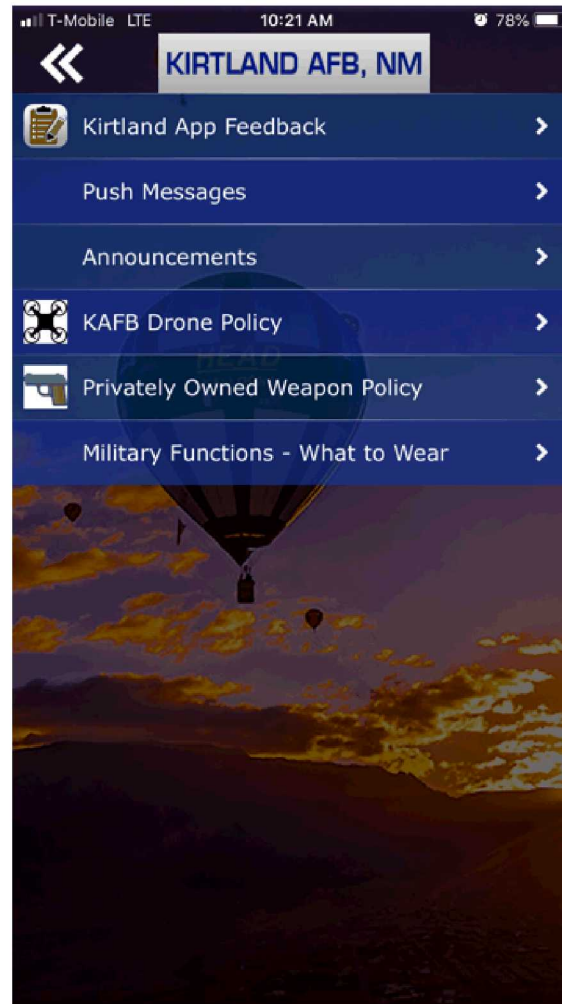 T-Mobile LTE 10:21 AM 78%
KIRTLAND AFB, NM
Kirtland App Feedback
Push Messages
Announcements
KAFB Drone Policy
HEAD
Privately Owned Weapon Policy
Military Functions - What to Wear